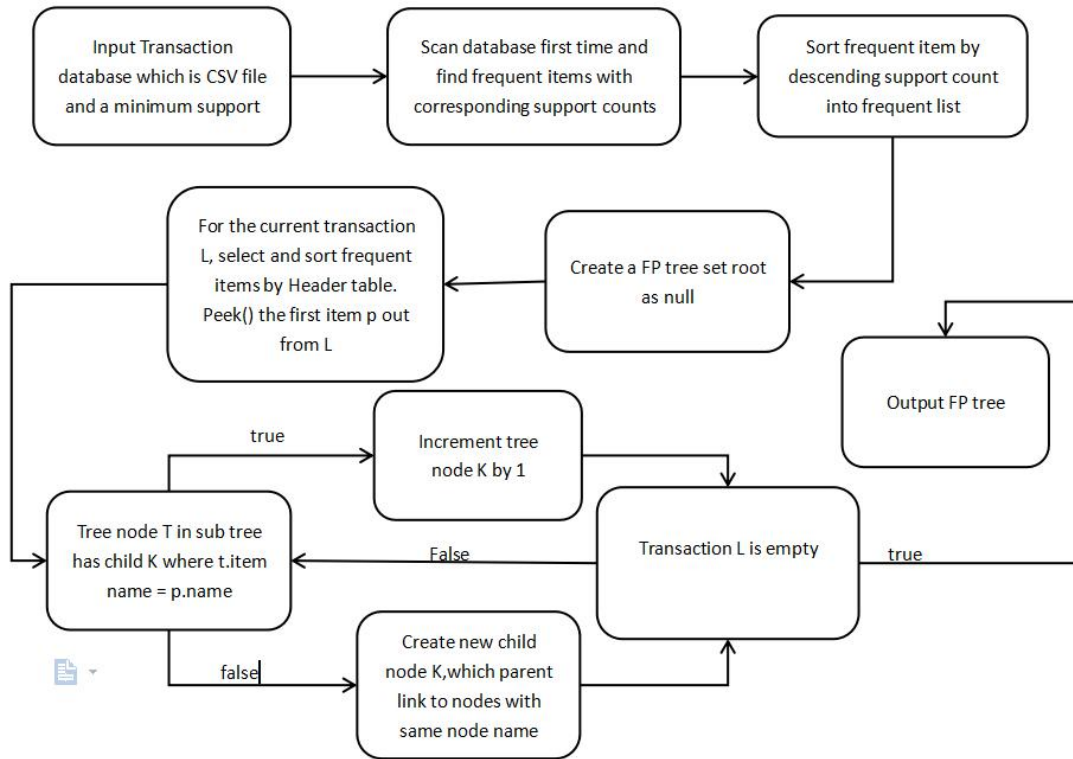 Input Transaction
database which is CSV file
and a minimum support
Scan database first time and
find frequent items with
corresponding support counts
Sort frequent item by
descending support count
into frequent list
For the current transaction
L, select and sort frequent
items by Header table.
Peek() the first item p out
from L
Create a FP tree set root
as null
Output FP tree
true
Increment tree
node K by 1
Tree node T in sub tree
has child K where t.item
name = p.name
False
Transaction L is empty
true
false
Create new child
node K,which parent
link to nodes with
same node name